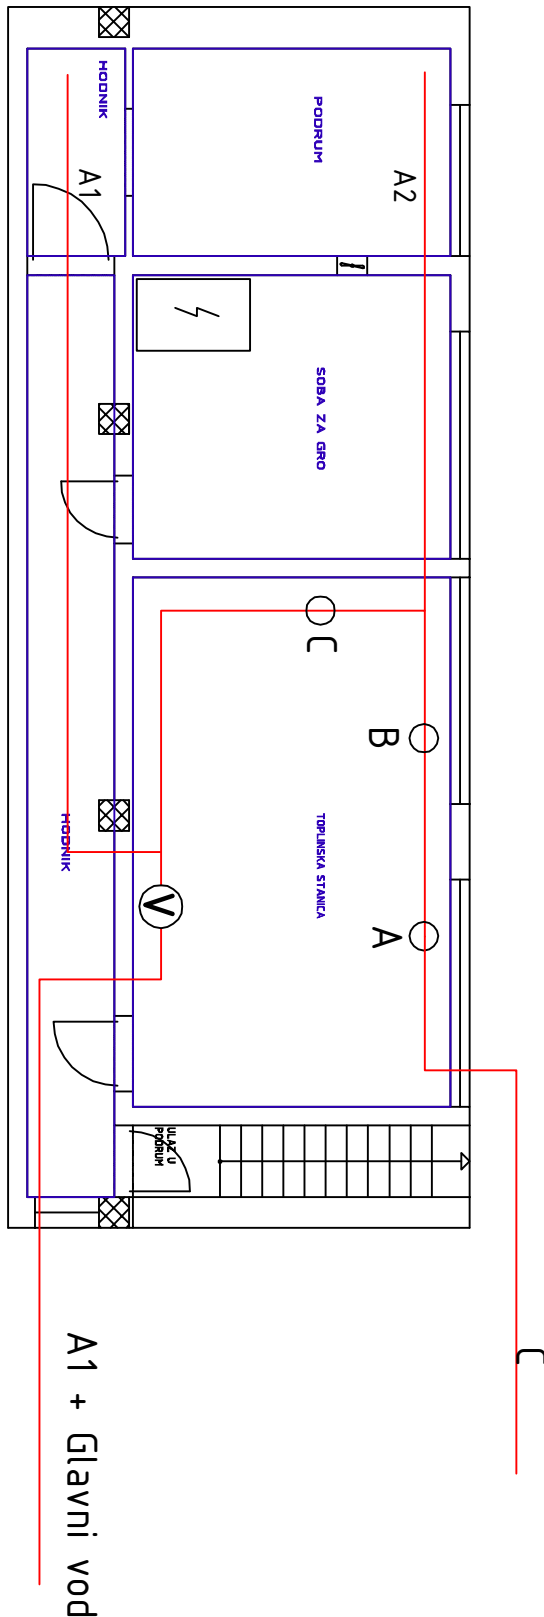 HODNIK
PODRUM
A1
A2
SOBA ZA GRO
C
B
HODNIK
TOPLINSKA STANICA
V
A
ULAZ U
PODRUM
C
A1 + Glavni vod